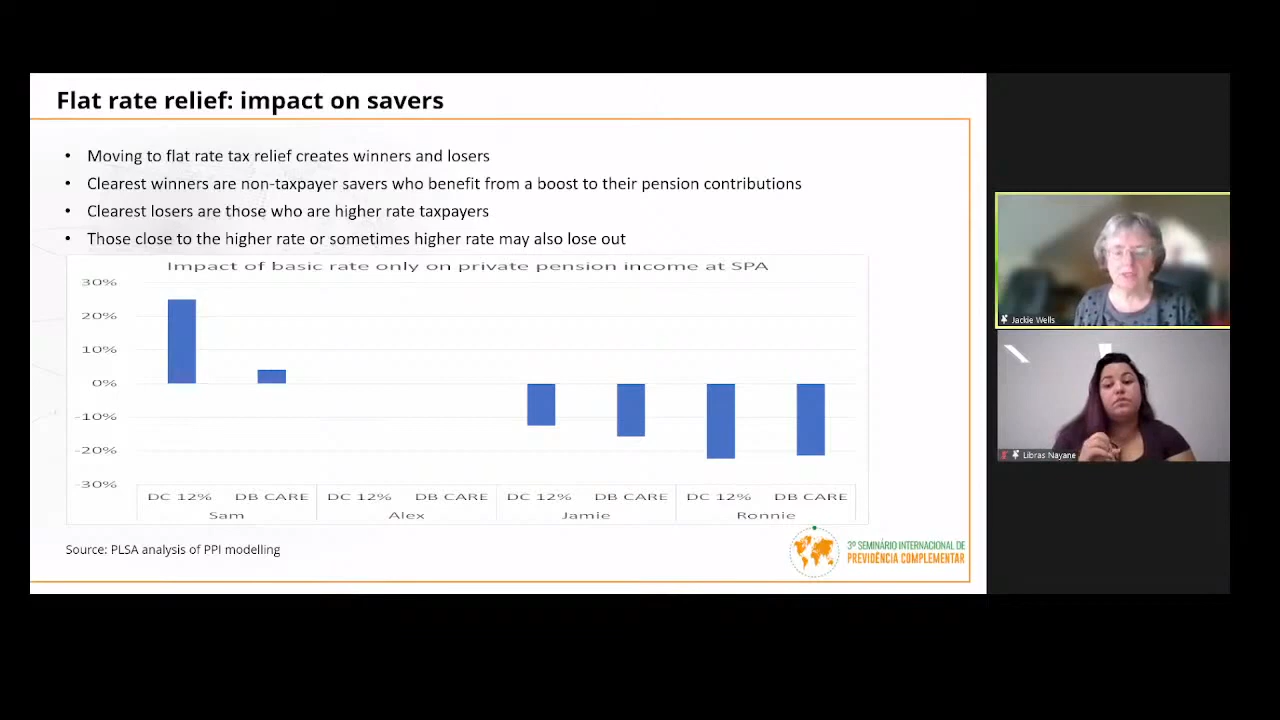 Flat rate relief: impact on savers
• Moving to flat rate tax relief creates winners and losers
• Clearest winners are non-taxpayer savers who benefit from a boost to their pension contributions
• Clearest losers are those who are higher rate taxpayers
• Those close to the higher rate or sometimes higher rate may also lose out
Impact of basic rate only on private pension income at SPA
30%
20%
10%
0%
-10%
-20%
-30%
DC 12% DB CARE DC 12% DB CARE DC 12% DB CARE DC 12% DB CARE
Sam Alex Jamie Ronnie
Source: PLSA analysis of PPI modelling
3º SEMINÁRIO INTERNACIONAL DE
PREVIDÊNCIA COMPLEMENTAR
Jackie Wells
Libras Nayane